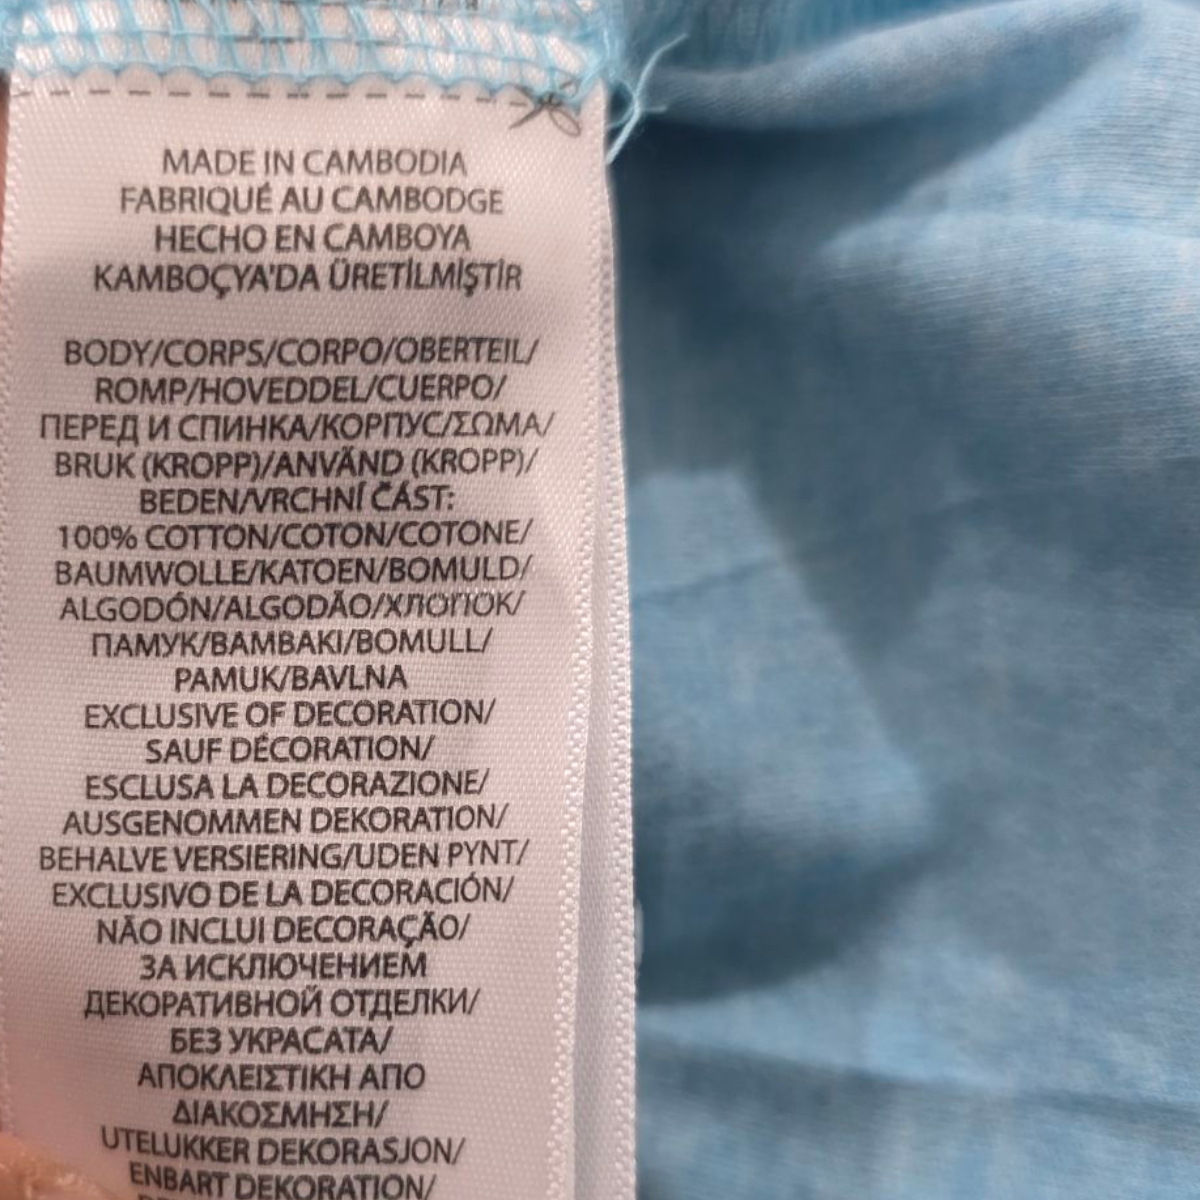 MADE IN CAMBODIA
FABRIQUÉ AU CAMBODGE
HECHO EN CAMBOYA
KAMBOÇYA'DA ÜRETİLMİŞTİR
BODY/CORPS/CORPO/OBERTEIL/
ROMP/HOVEDDEL/CUERPO/
ПЕРЕД И СПИНКА/КОРПУС/ΣΩΜΑ/
BRUK (KROPP)/ANVÄND (KROPP)/
BEDEN/VRCHNÍ ČÁST:
100% COTTON/COTON/COTONE/
BAUMWOLLE/KATOEN/BOMULD/
ALGODÓN/ALGODÃO/ХЛОПОК/
ПАМУК/BAMBAKI/BOMULL/
PAMUK/BAVLNA
EXCLUSIVE OF DECORATION/
SAUF DÉCORATION/
ESCLUSA LA DECORAZIONE/
AUSGENOMMEN DEKORATION/
BEHALVE VERSIERING/UDEN PYNT/
EXCLUSIVO DE LA DECORACIÓN/
NÃO INCLUI DECORAÇÃO/
ЗА ИСКЛЮЧЕНИЕМ
ДЕКОРАТИВНОЙ ОТДЕЛКИ/
БЕЗ УКРАСАТА/
ΑΠΟΚΛΕΙΣΤΙΚΗ ΑΠΟ
ΔΙΑΚΟΣΜΗΣΗ/
UTELUKKER DEKORASJON/
ENBART DEKORATION/